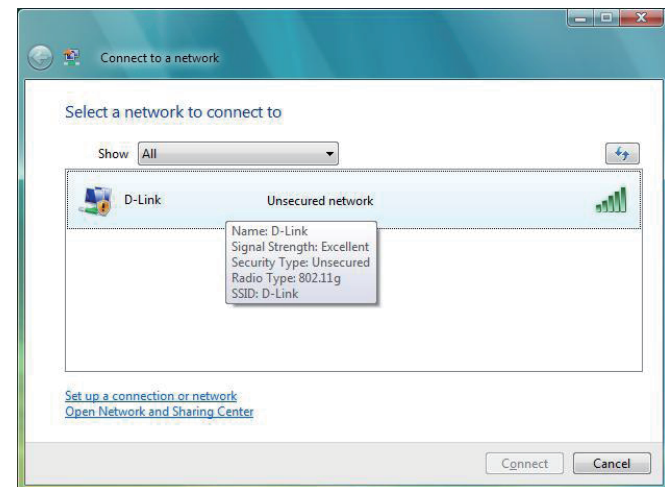 Connect to a network
Select a network to connect to
Show All
D-Link Unsecured network
Name: D-Link
Signal Strength: Excellent
Security Type: Unsecured
Radio Type: 802.11g
SSID: D-Link
Set up a connection or network
Open Network and Sharing Center
Connect Cancel